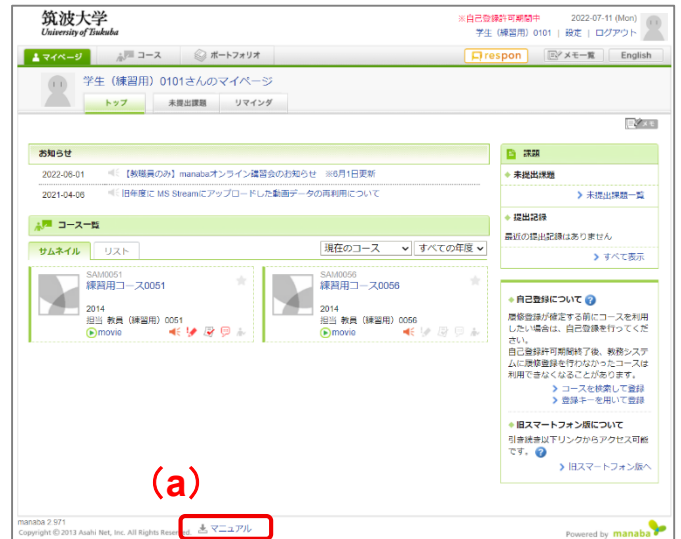 筑波大学
University of Tsukuba
※自己登録許可期間中 2022-07-11 (Mon)
学生（練習用）0101 | 設定 | ログアウト
マイページ コース ポートフォリオ respon メモ一覧 English
学生（練習用）0101さんのマイページ
トップ 未提出課題 リマインダ
メモ
お知らせ
2022-06-01 【教職員のみ】manabaオンライン講習会のお知らせ ※6月1日更新
2021-04-06 旧年度に MS Streamにアップロードした動画データの再利用について
コース一覧
サムネイル リスト 現在のコース すべての年度
SAM0051
練習用コース0051
2014
担当 教員（練習用）0051
movie
SAM0056
練習用コース0056
2014
担当 教員（練習用）0056
movie
課題
未提出課題
未提出課題一覧
提出記録
最近の提出記録はありません
すべて表示
自己登録について
履修登録が確定する前にコースを利用
したい場合は、自己登録を行ってくだ
さい。
自己登録許可期間終了後、教務システ
ムに履修登録を行わなかったコースは
利用できなくなることがあります。
コースを検索して登録
登録キーを用いて登録
旧スマートフォン版について
引き続き以下リンクからアクセス可能
です。
旧スマートフォン版へ
(a)
manaba 2.971
Copyright © 2013 Asahi Net, Inc. All Rights Reserved. マニュアル
Powered by manaba